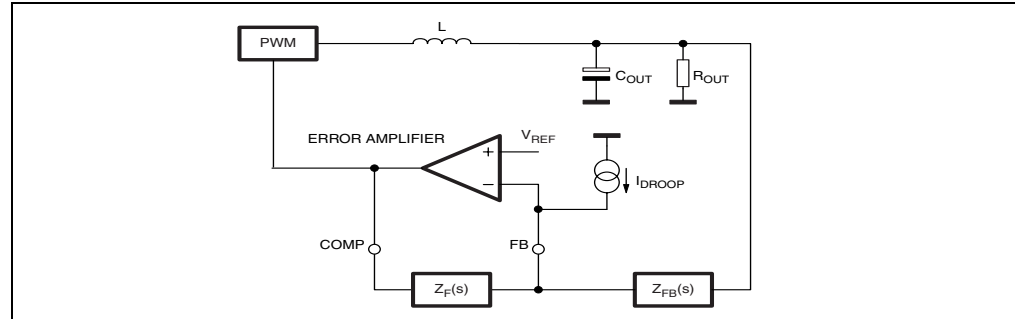 L
PWM
C_OUT
R_OUT
ERROR AMPLIFIER
V_REF
+
−
I_DROOP
COMP
FB
Z_F(s)
Z_FB(s)